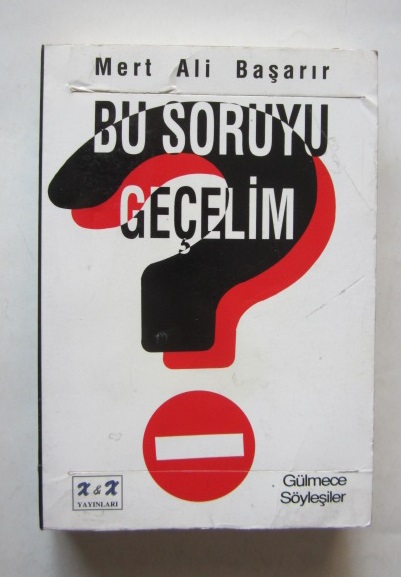 Mert Ali Başarır
BU SORUYU
GEÇELİM
Gülmece
Söyleşiler
X & X
YAYINLARI